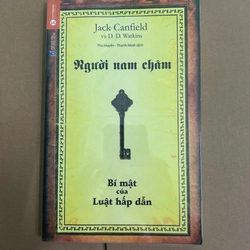 Jack Canfield
và D. D. Watkins
Người nam châm
Bí mật
của
Luật hấp dẫn